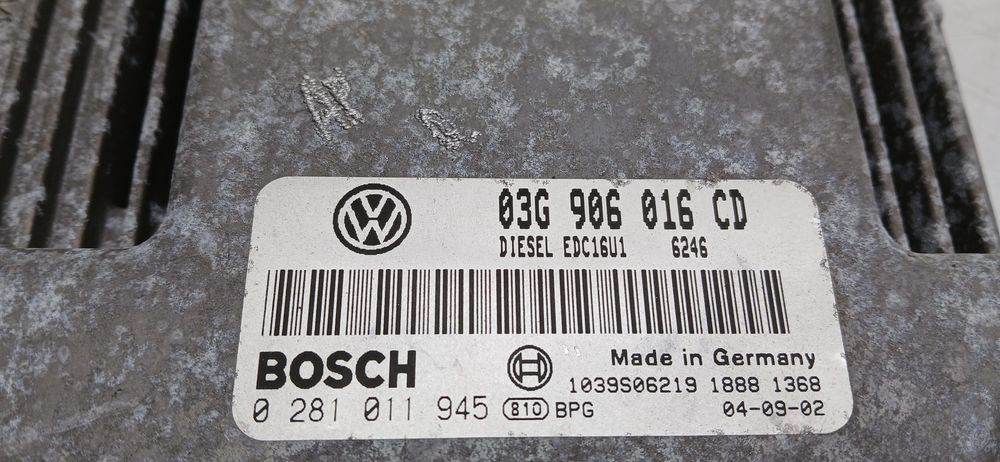 03G 906 016 CD
DIESEL EDC16U1 6246
BOSCH
Made in Germany
1039S06219 1888 1368
0 281 011 945 810 BPG 04-09-02